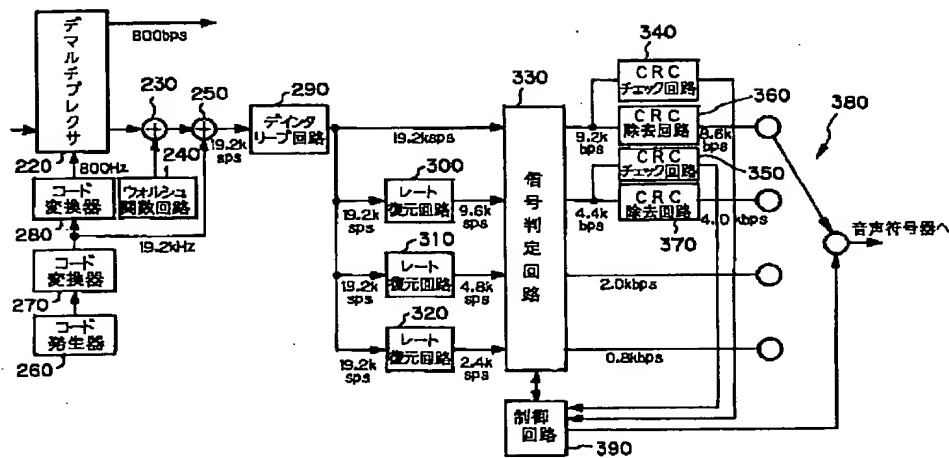 デマルチプレクサ
800bps
220
800Hz
コード
変換器
280
コード
変換器
270
コード
発生器
260
230
240
ウォルシュ
関数回路
19.2kHz
250
19.2k
sps
290
デインタ
リーブ回路
19.2ksps
300
19.2k
sps
レート
復元回路
9.6k
sps
310
19.2k
sps
レート
復元回路
4.8k
sps
320
19.2k
sps
レート
復元回路
2.4k
sps
330
信号判定回路
340
CRC
チェック回路
360
9.2k
bps
CRC
除去回路
8.6k
bps
CRC
チェック回路
350
4.4k
bps
CRC
除去回路
4.0kbps
370
2.0kbps
0.8kbps
380
音声符号器へ
制御
回路
390